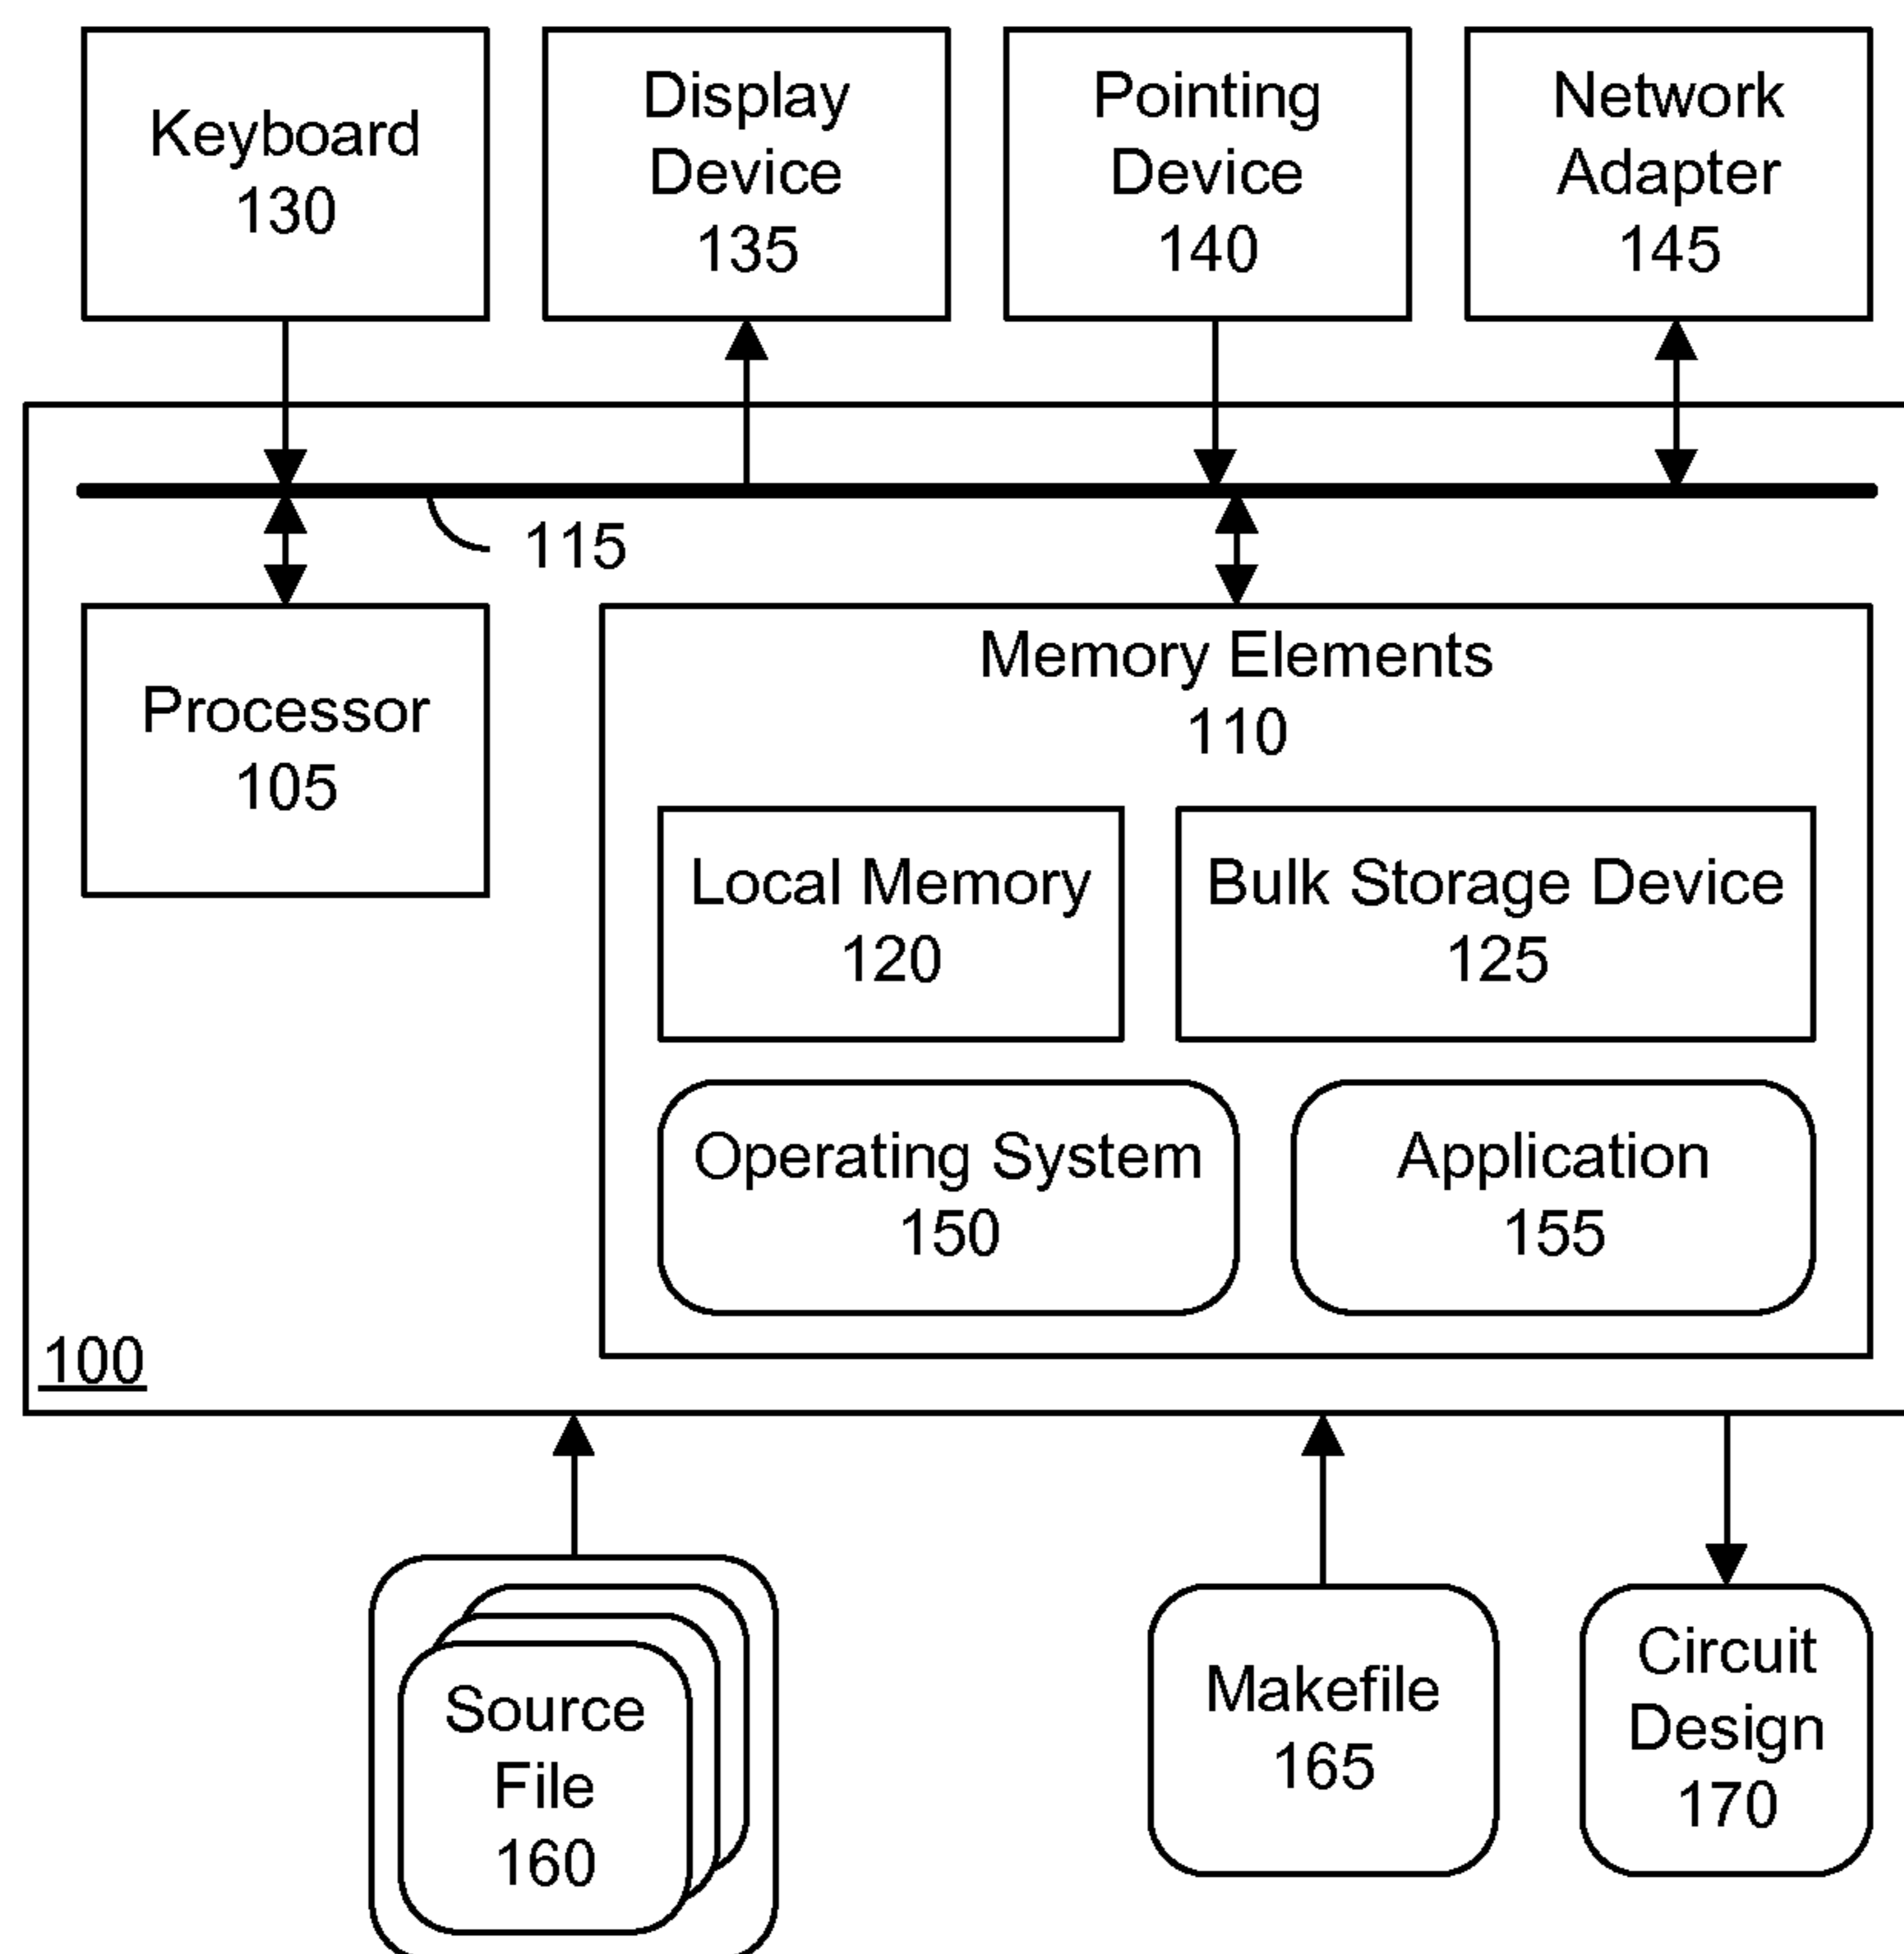 Keyboard
130
Display
Device
135
Pointing
Device
140
Network
Adapter
145
115
Processor
105
Memory Elements
110
Local Memory
120
Bulk Storage Device
125
Operating System
150
Application
155
100
Source
File
160
Makefile
165
Circuit
Design
170